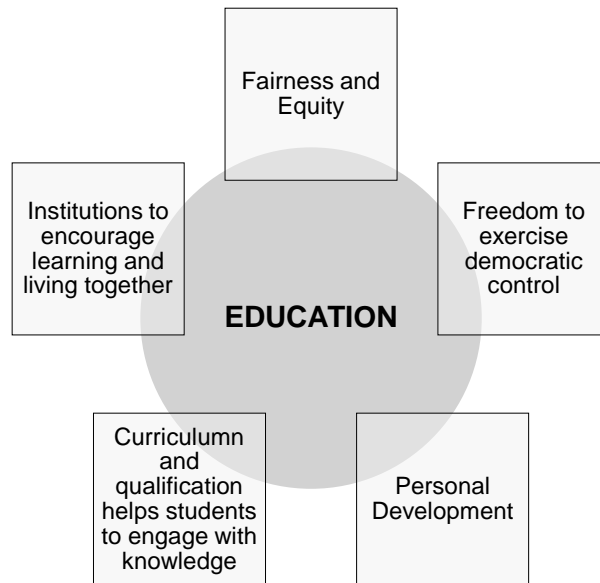 Fairness and
Equity
Institutions to
encourage
learning and
living together
Freedom to
exercise
democratic
control
EDUCATION
Curriculumn
and
qualification
helps students
to engage with
knowledge
Personal
Development